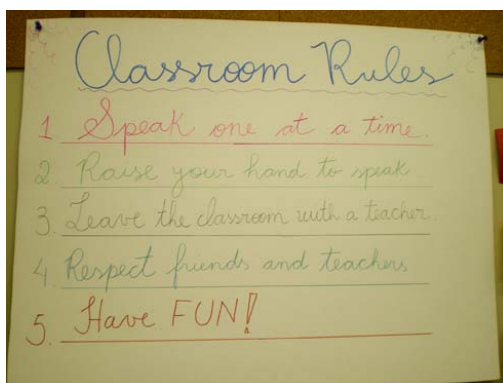 Classroom Rules
1 Speak one at a time.
2 Raise your hand to speak
3. Leave the classroom with a teacher.
4 Respect friends and teachers
5. Have FUN!